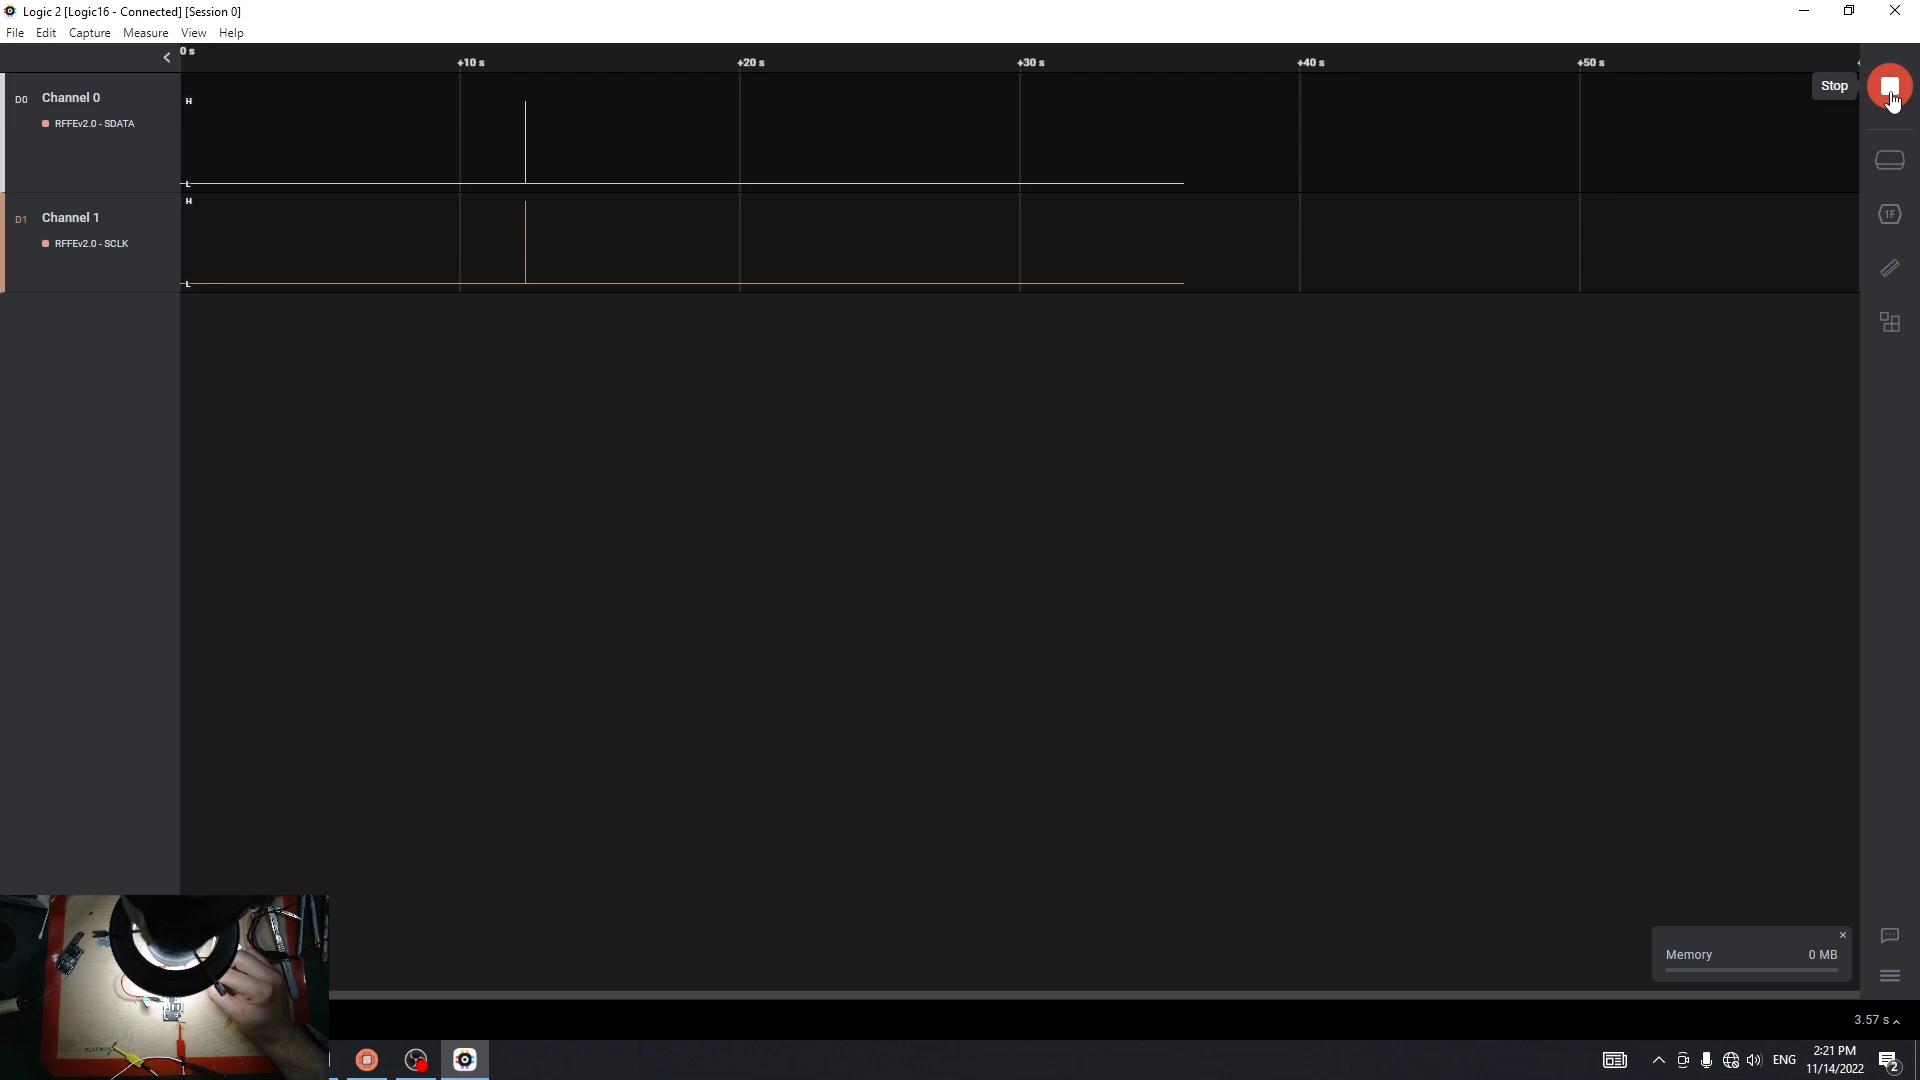 Logic 2 [Logic16 - Connected] [Session 0]
File Edit Capture Measure View Help
0 s
+10 s +20 s +30 s +40 s +50 s
Stop
D0 Channel 0
RFFEv2.0 - SDATA
H
L
D1 Channel 1
RFFEv2.0 - SCLK
H
L
1F
Memory 0 MB
3.57 s
ENG
2:21 PM
11/14/2022
2